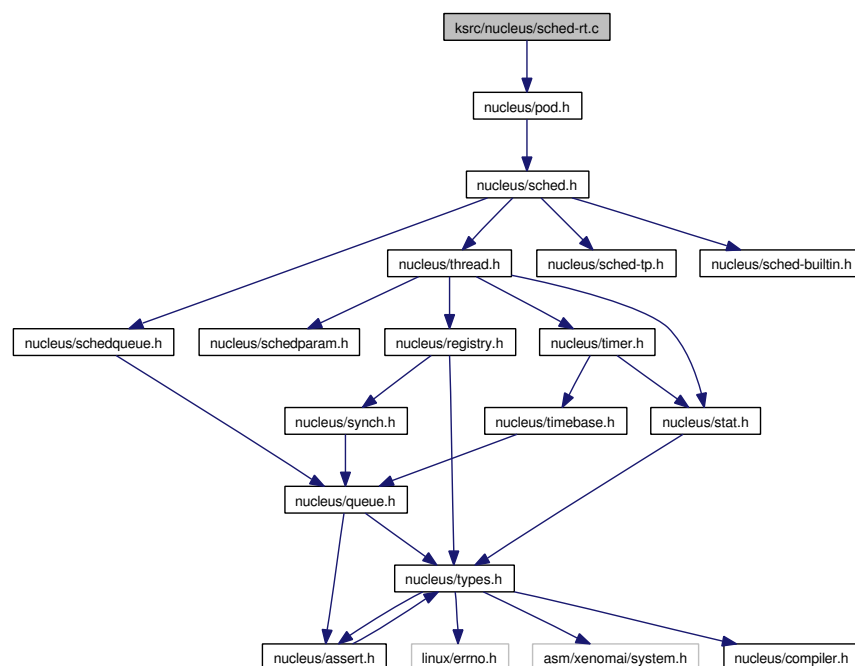 ksrc/nucleus/sched-rt.c
nucleus/pod.h
nucleus/sched.h
nucleus/thread.h
nucleus/sched-tp.h
nucleus/sched-builtin.h
nucleus/schedqueue.h
nucleus/schedparam.h
nucleus/registry.h
nucleus/timer.h
nucleus/synch.h
nucleus/timebase.h
nucleus/stat.h
nucleus/queue.h
nucleus/types.h
nucleus/assert.h
linux/errno.h
asm/xenomai/system.h
nucleus/compiler.h